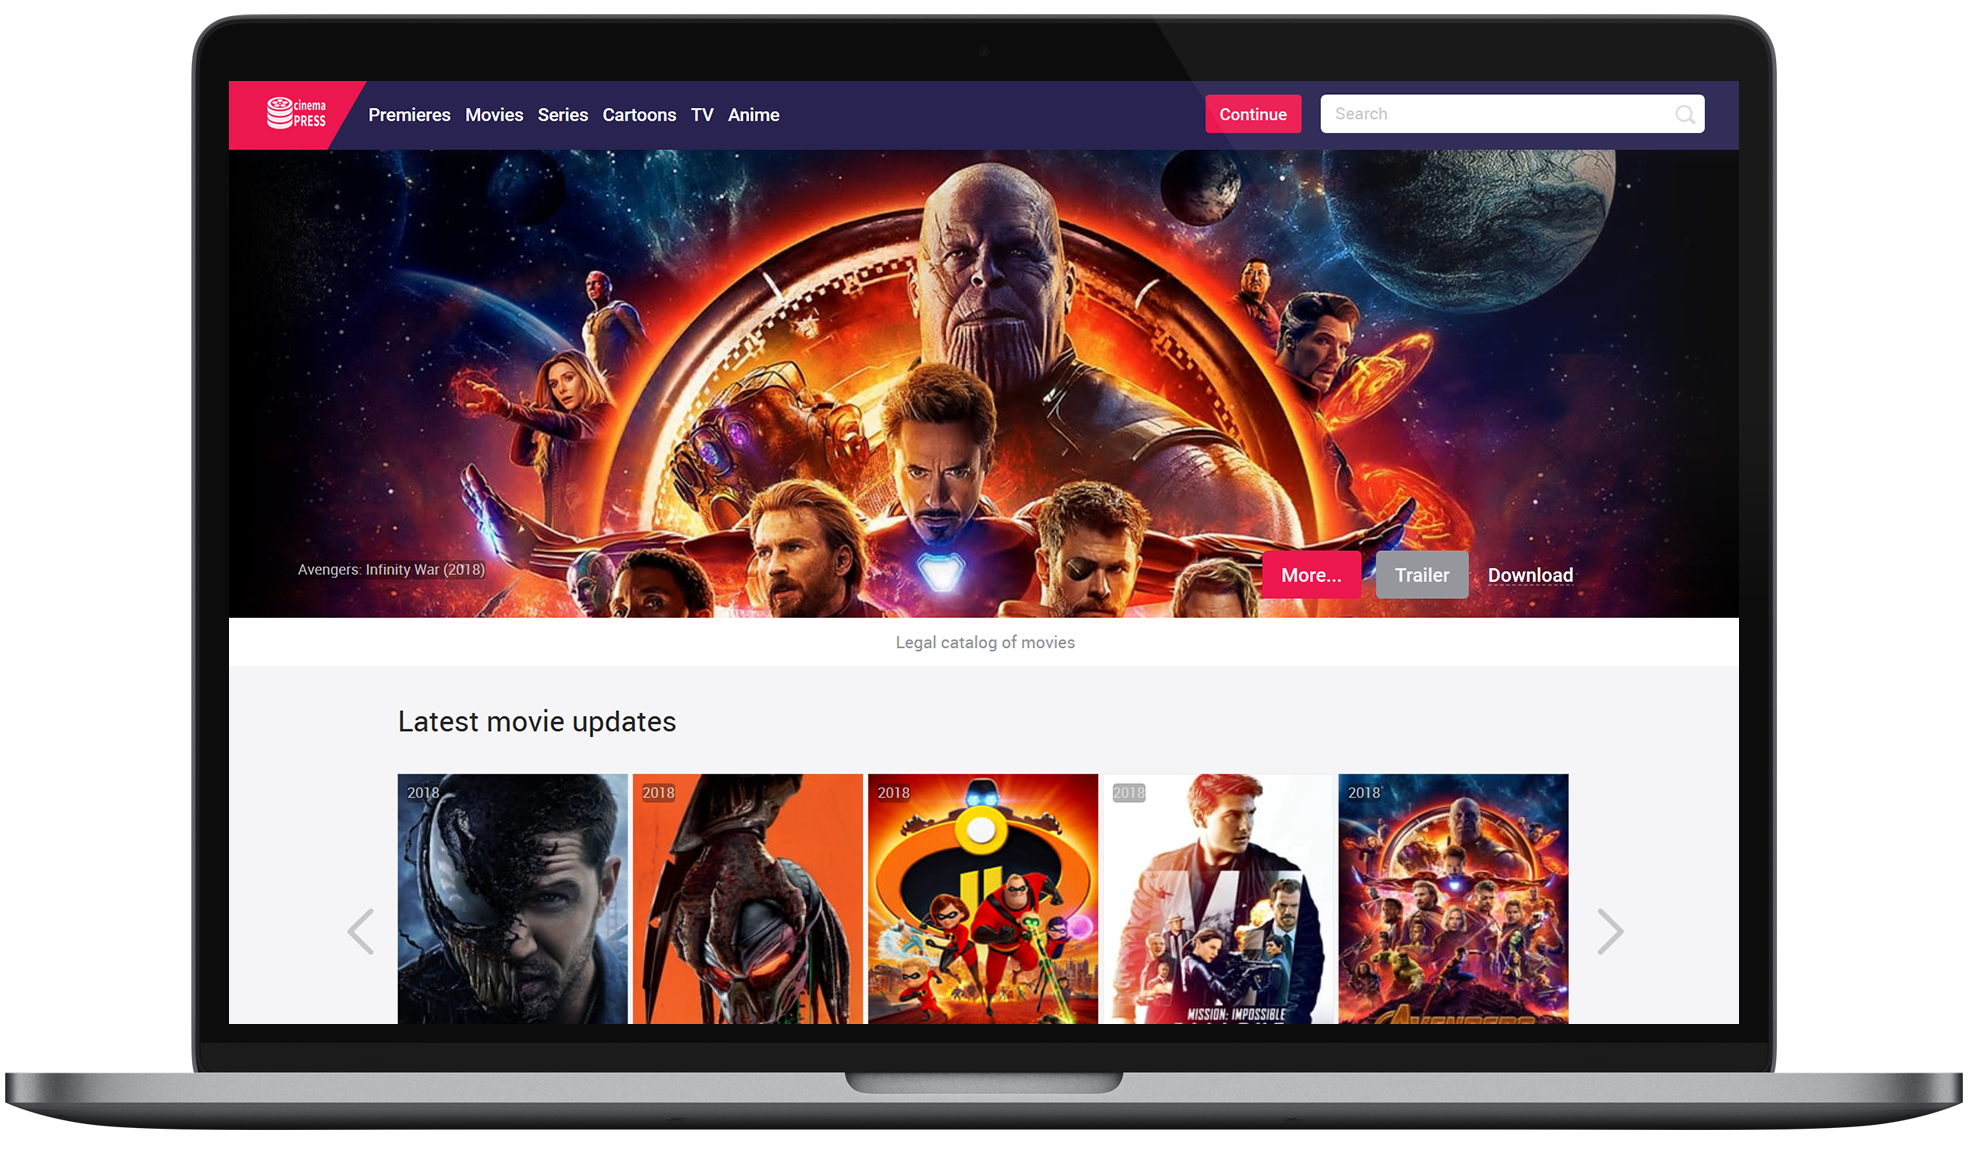 cinema
PRESS
Premieres Movies Series Cartoons TV Anime
Continue
Search
Avengers: Infinity War (2018)
More...
Trailer
Download
Legal catalog of movies
Latest movie updates
2018
2018
2018
2018
2018
MISSION: IMPOSSIBLE
AVENGERS